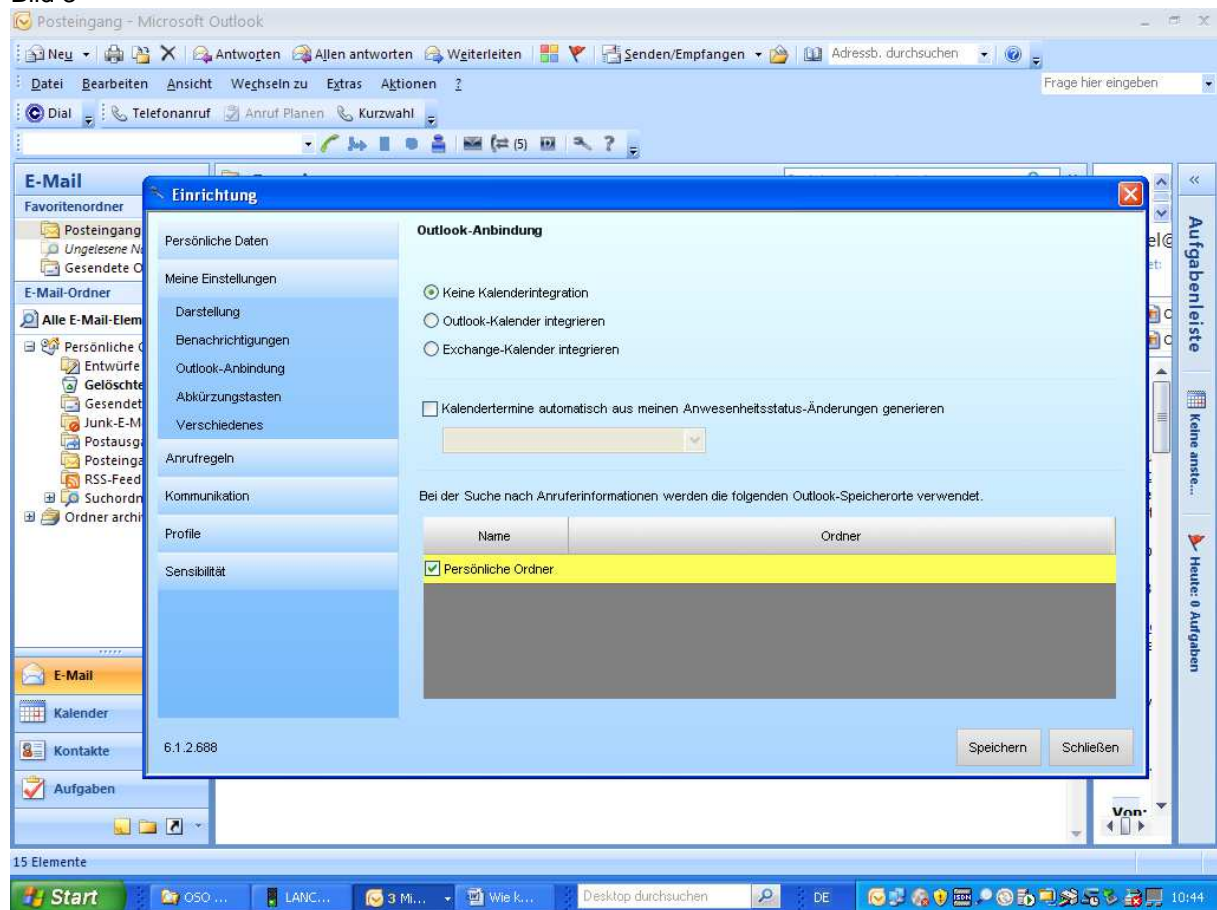 Posteingang - Microsoft Outlook
Neu Antworten Allen antworten Weiterleiten Senden/Empfangen Adressb. durchsuchen
Datei Bearbeiten Ansicht Wechseln zu Extras Aktionen ? Frage hier eingeben
Dial Telefonanruf Anruf Planen Kurzwahl
(5) ?
E-Mail
Favoritenordner
Posteingang
Ungelesene
Gesendete
E-Mail-Ordner
Alle E-Mail-Elem
Persönliche
Entwürfe
Gelöschte
Gesendet
Junk-E-M
Postausg
Posteinga
RSS-Feed
Suchordn
Ordner archi
E-Mail
Kalender
Kontakte
Aufgaben
Einrichtung
Persönliche Daten
Meine Einstellungen
Darstellung
Benachrichtigungen
Outlook-Anbindung
Abkürzungstasten
Verschiedenes
Anrufregeln
Kommunikation
Profile
Sensibilität
6.1.2.688
Outlook-Anbindung
Keine Kalenderintegration
Outlook-Kalender integrieren
Exchange-Kalender integrieren
Kalendertermine automatisch aus meinen Anwesenheitsstatus-Änderungen generieren
Bei der Suche nach Anruferinformationen werden die folgenden Outlook-Speicherorte verwendet.
Name Ordner
Persönliche Ordner
Speichern Schließen
Von:
Aufgabenleiste
Keine anste...
Heute: 0 Aufgaben
15 Elemente
Start OSO ... LANC... 3 Mi... Wie k... Desktop durchsuchen DE 10:44